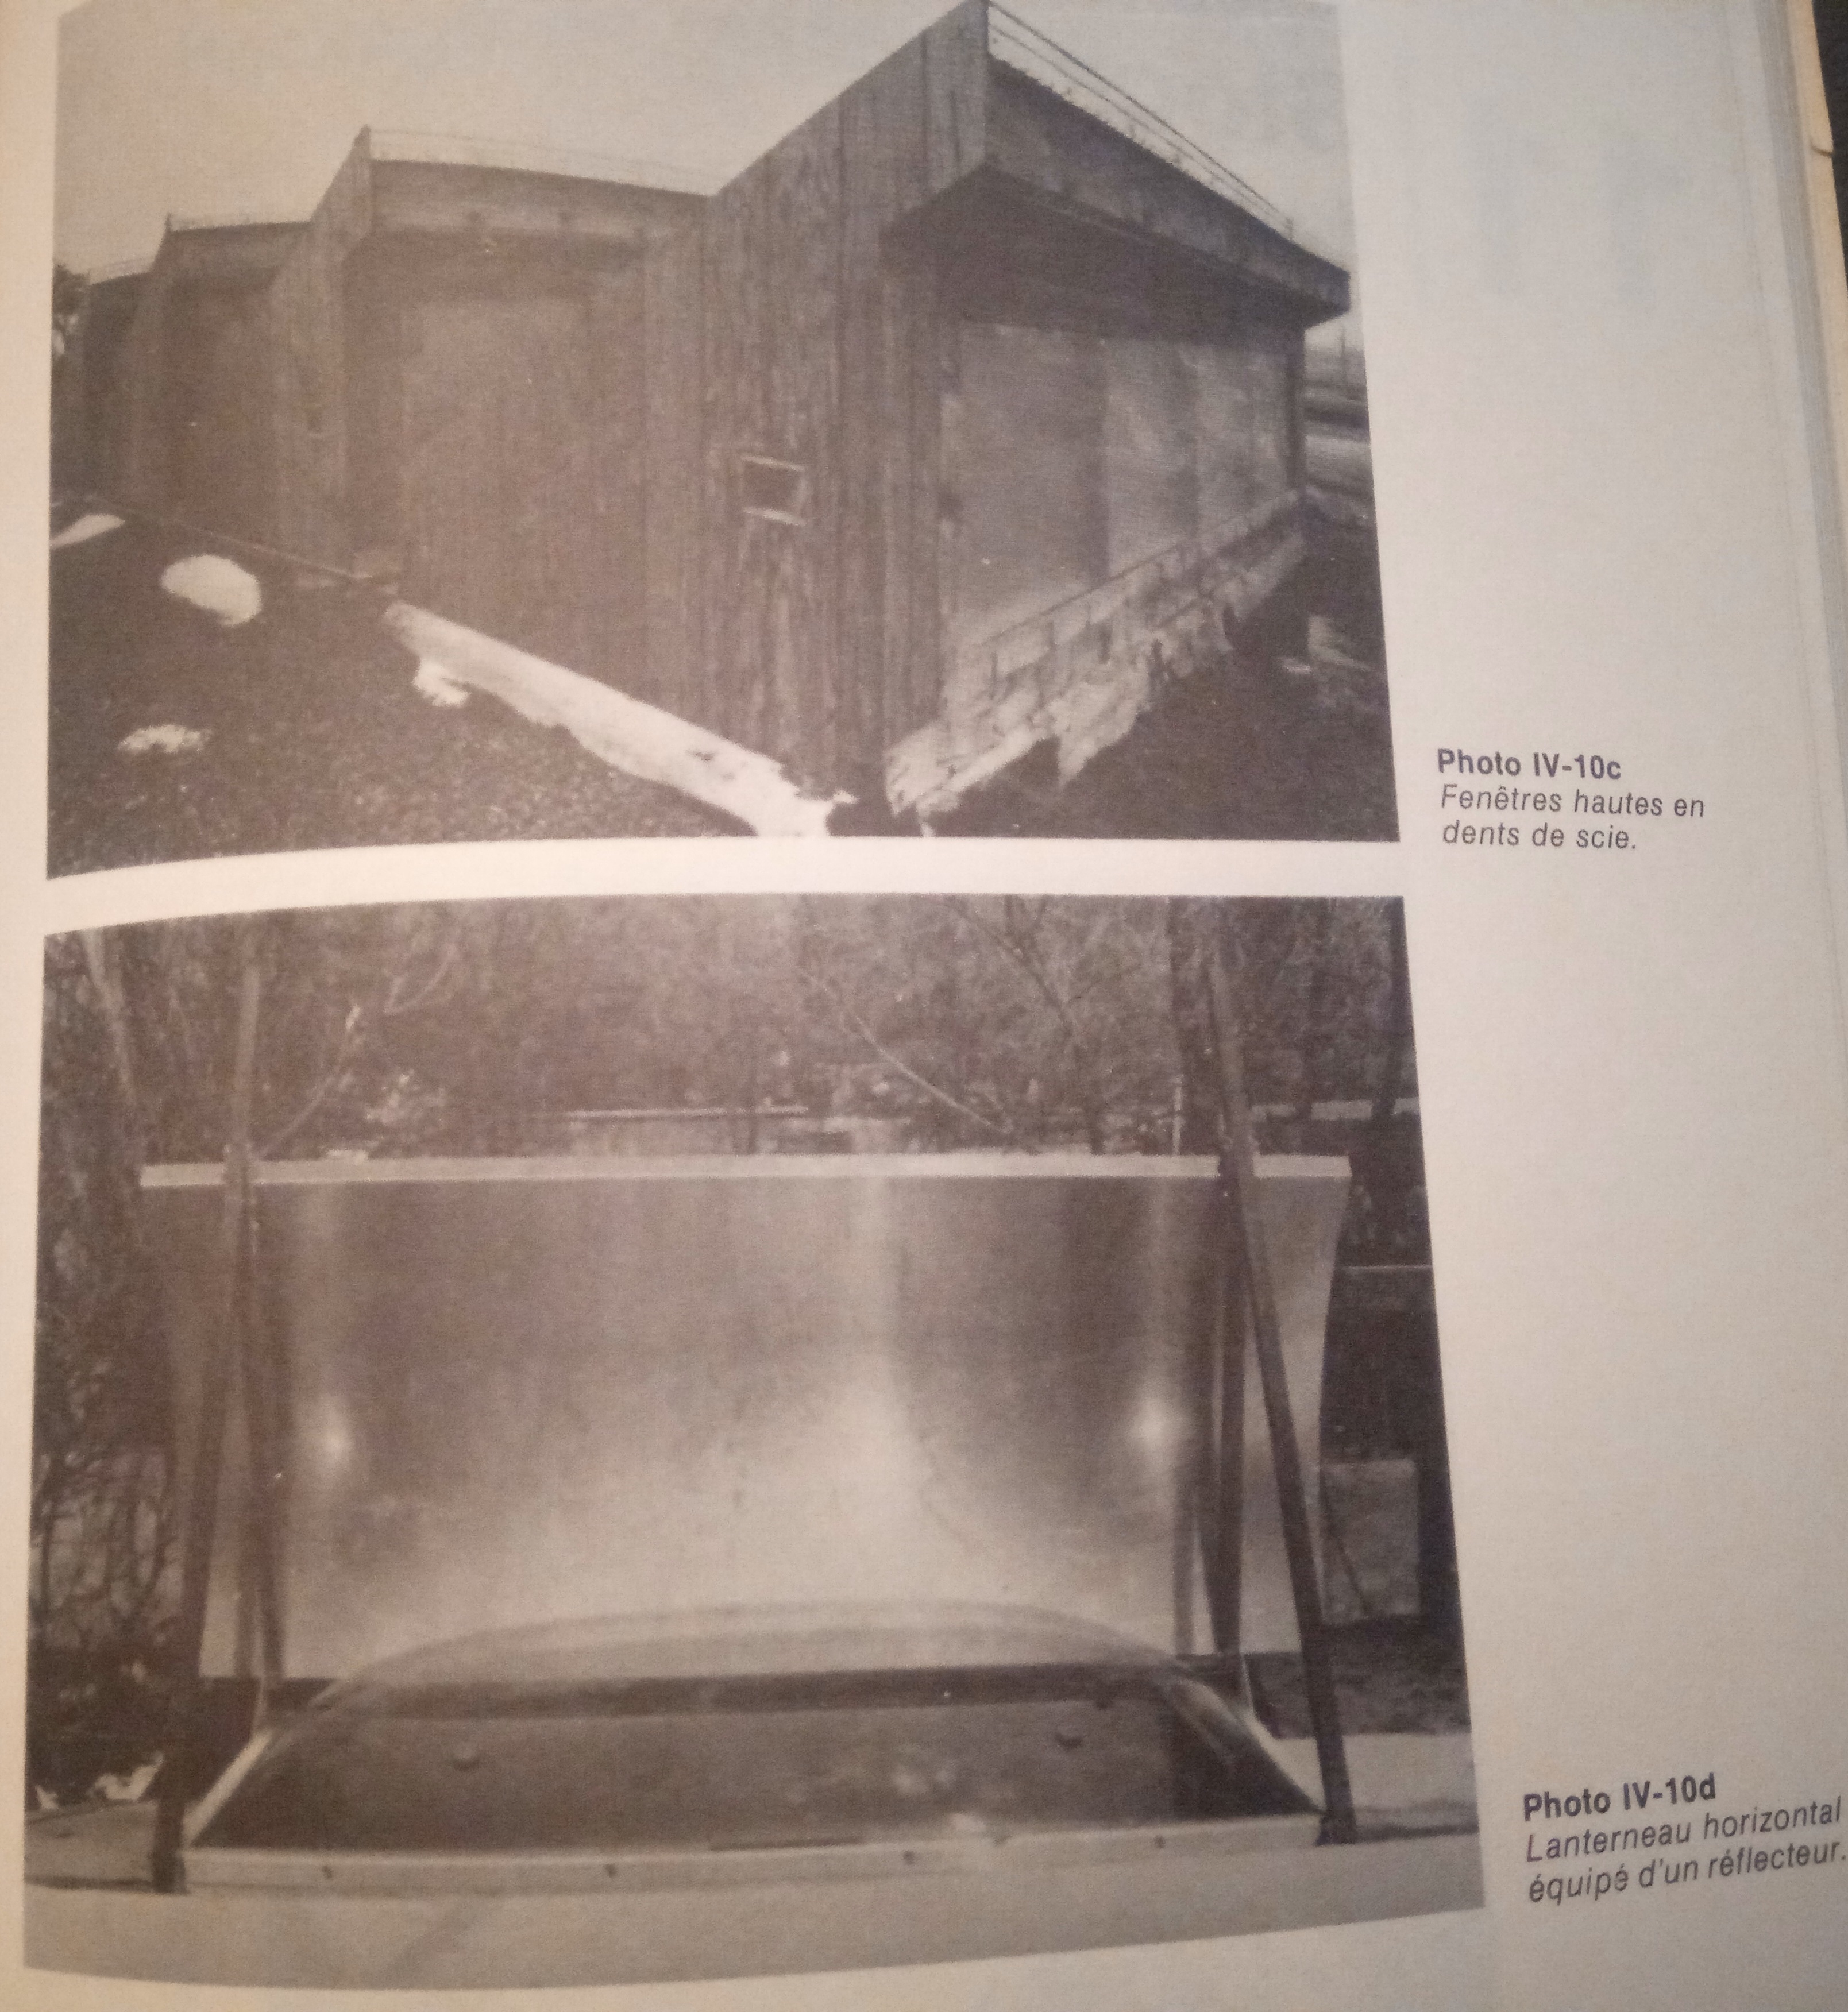 Photo IV-10c
Fenêtres hautes en
dents de scie.
Photo IV-10d
Lanterneau horizontal
équipé d'un réflecteur.